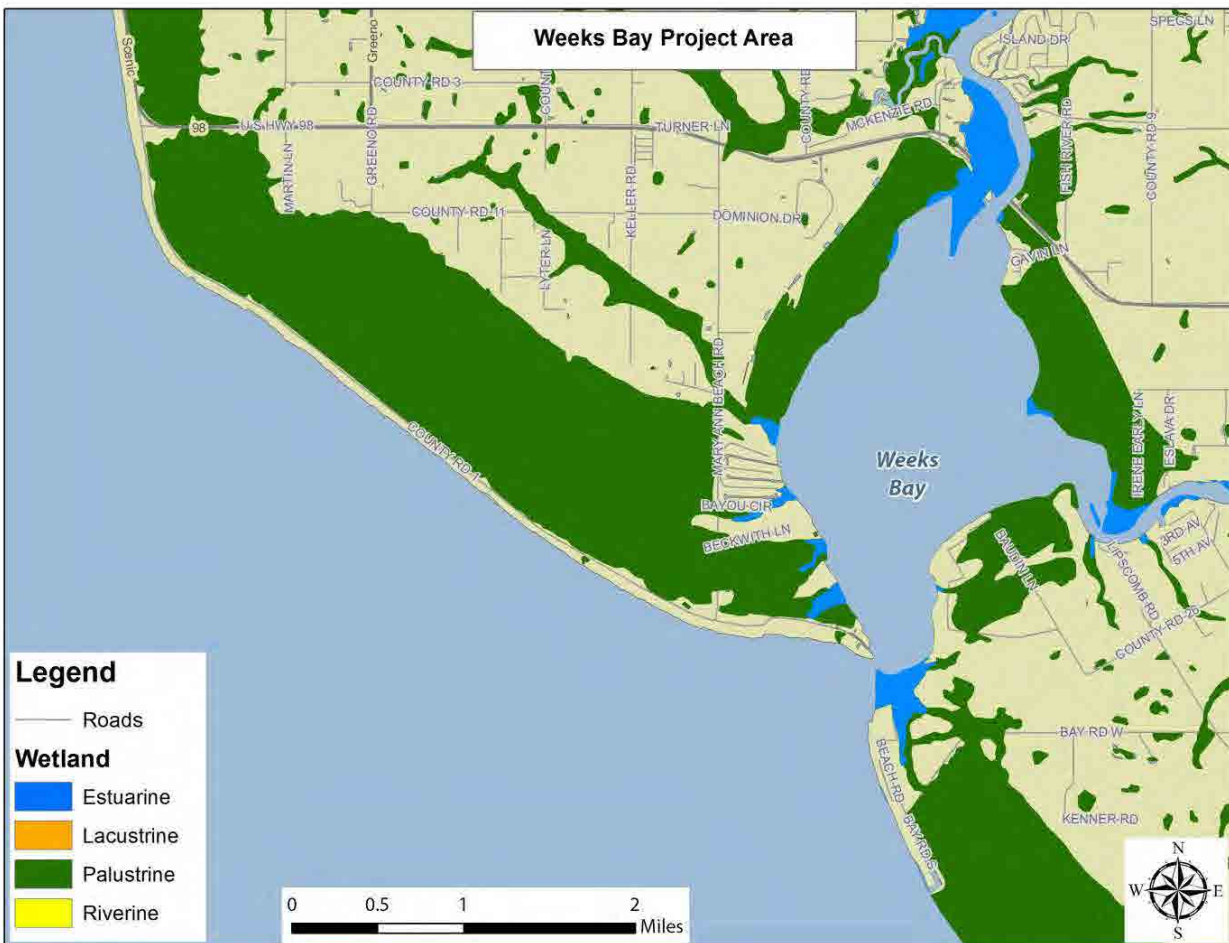 Weeks Bay Project Area
SPECS LN
ISLAND DR
Scenic
Greeno
COUNTY RD 3
MCKENZIE RD
98
U S HWY 98
TURNER LN
FISH RIVER RD
COUNTY RD 9
MARTIN LN
GREENO RD
COUNTY RD 11
KELLER RD
DOMINION DR
LYTER LN
GAVIN LN
MARY ANN BEACH RD
IRENE EARLY LN
ESLAVA DR
COUNTY RD 1
Weeks
Bay
BAYOU CIR
BECKWITH LN
BAUDIN LN
LIPSCOMB RD
3RD AV
5TH AV
COUNTY RD 26
BEACH RD
BAY RD W
BAY RD S
KENNER RD
Legend
Roads
Wetland
Estuarine
Lacustrine
Palustrine
Riverine
0 0.5 1 2
Miles
N
W E
S